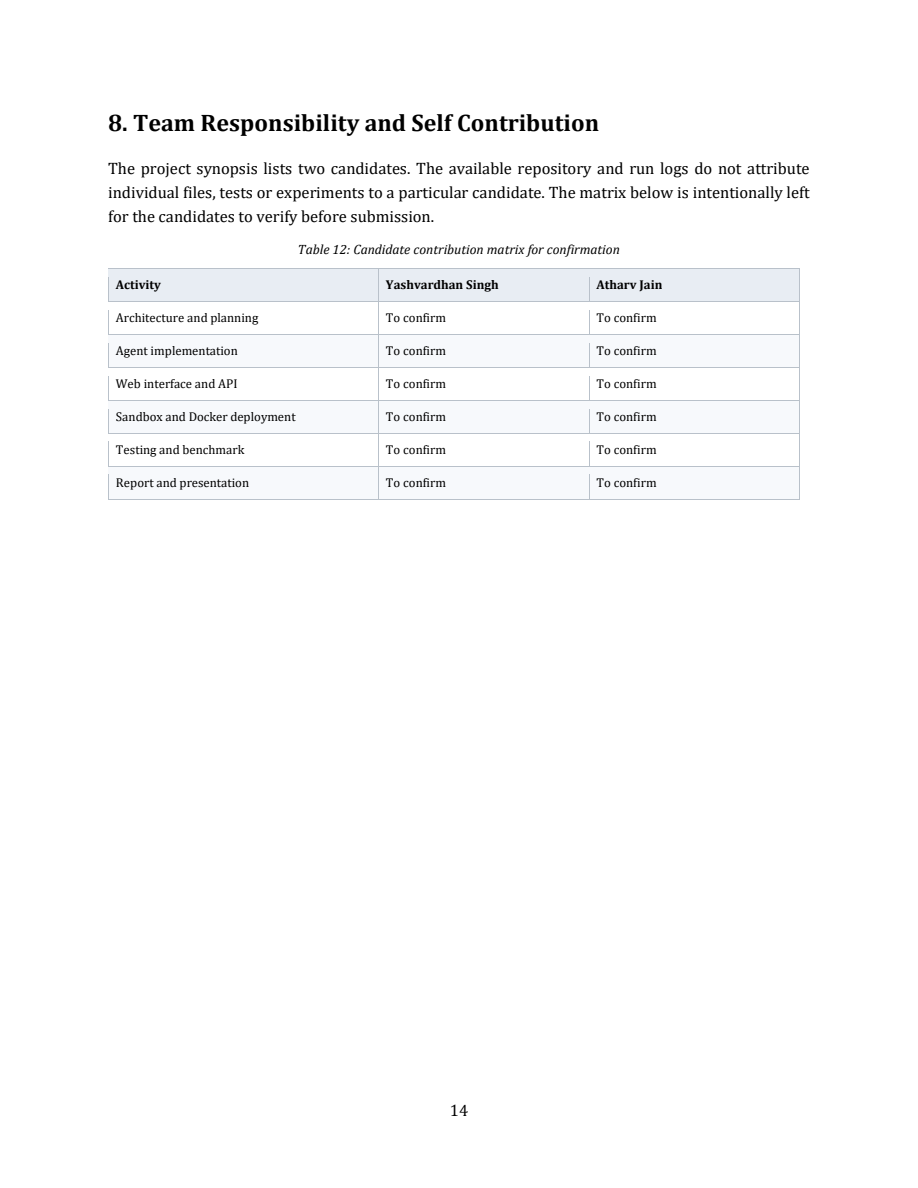 8. Team Responsibility and Self Contribution
The project synopsis lists two candidates. The available repository and run logs do not attribute
individual files, tests or experiments to a particular candidate. The matrix below is intentionally left
for the candidates to verify before submission.
Table 12: Candidate contribution matrix for confirmation
Activity Yashvardhan Singh Atharv Jain
Architecture and planning To confirm To confirm
Agent implementation To confirm To confirm
Web interface and API To confirm To confirm
Sandbox and Docker deployment To confirm To confirm
Testing and benchmark To confirm To confirm
Report and presentation To confirm To confirm
14